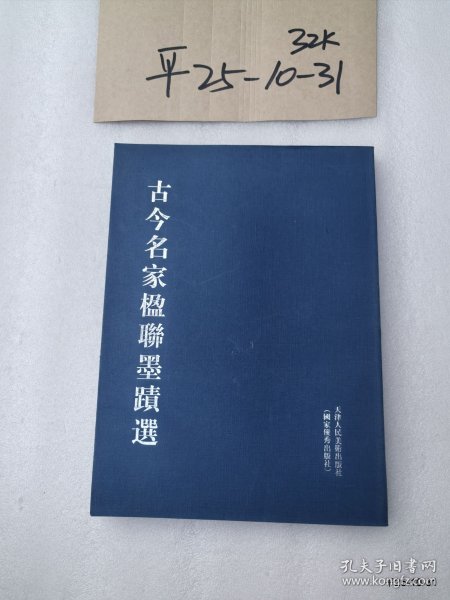 32K
平25-10-31
古今名家楹聯墨蹟選
天津人民美術出版社
(國家優秀出版社)
孔夫子旧书网
www.kongfz.com